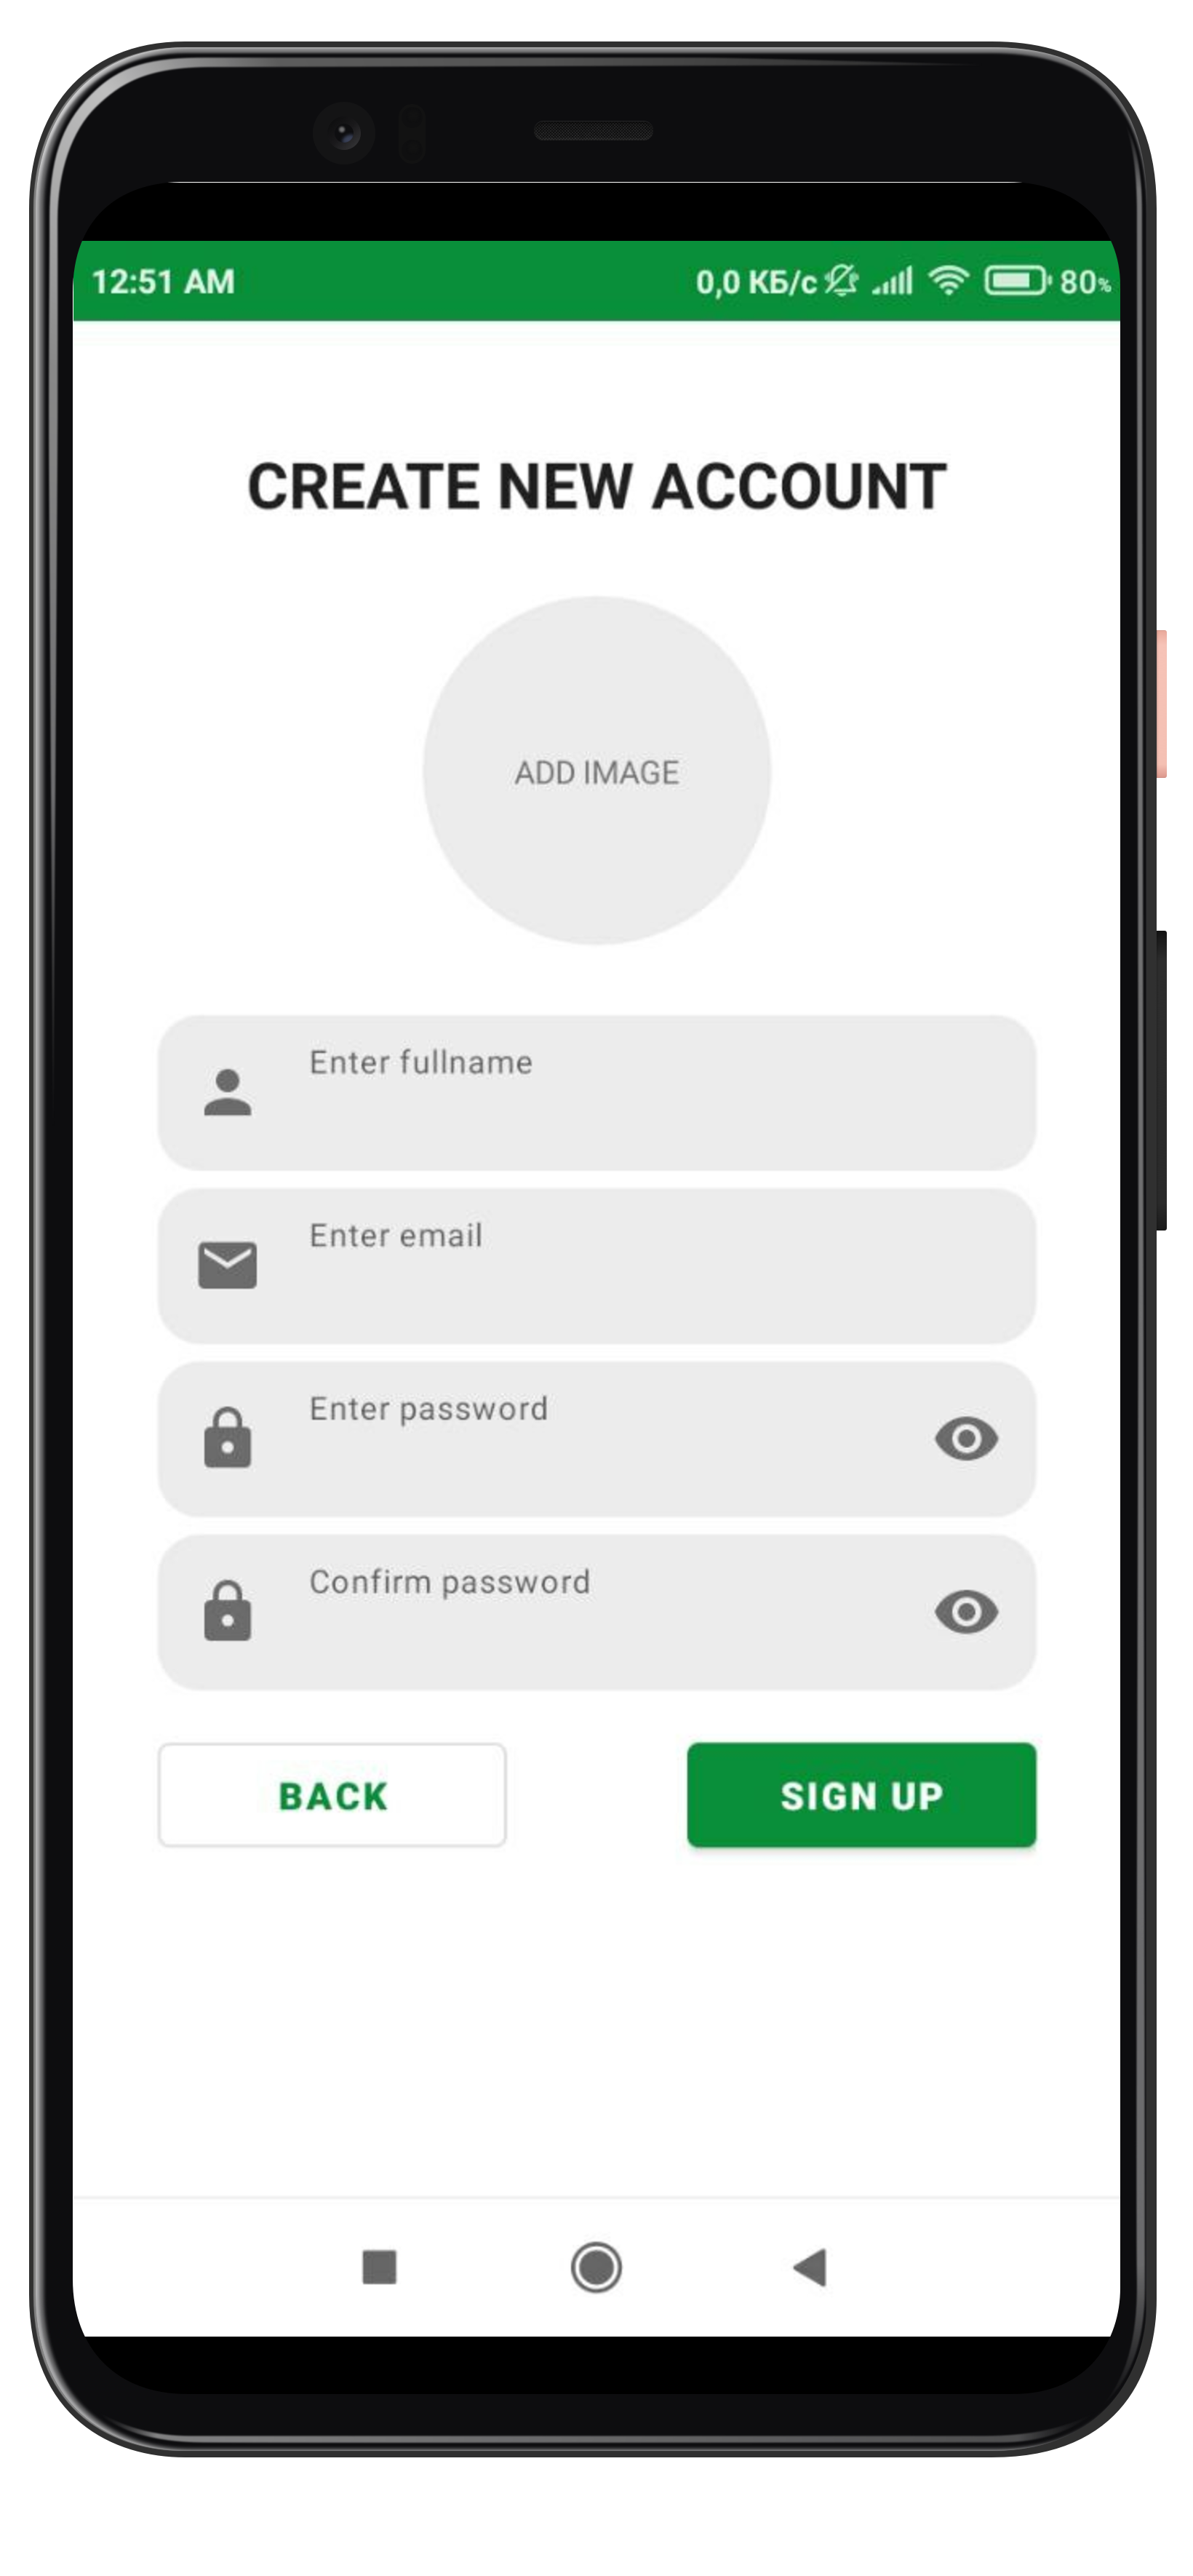 12:51 AM 0,0 КБ/с 80%
CREATE NEW ACCOUNT
ADD IMAGE
Enter fullname
Enter email
Enter password
Confirm password
BACK SIGN UP